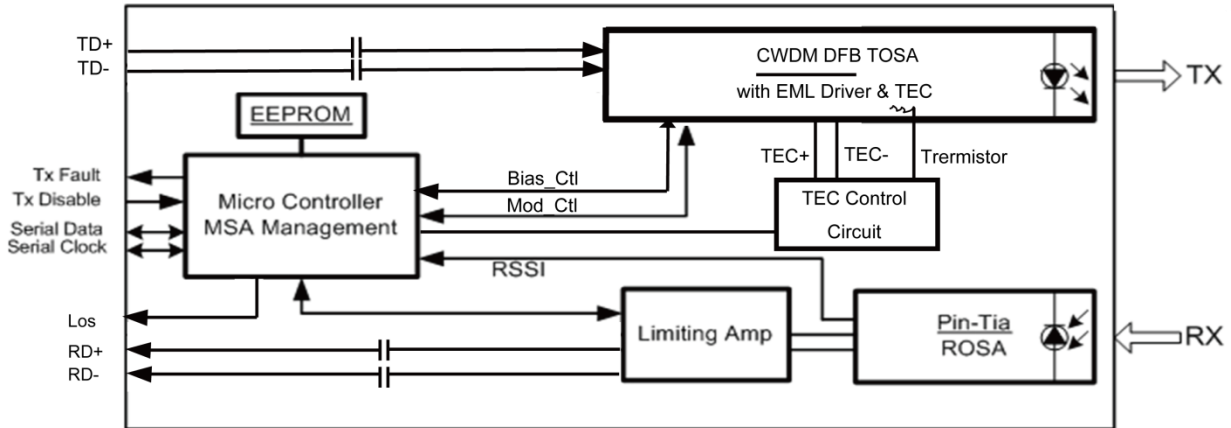 TD+
TD-
CWDM DFB TOSA
with EML Driver & TEC
TX
EEPROM
TEC+
TEC-
Trermistor
Tx Fault
Tx Disable
Serial Data
Serial Clock
Micro Controller
MSA Management
Bias_Ctl
Mod_Ctl
TEC Control
Circuit
RSSI
Los
RD+
RD-
Limiting Amp
Pin-Tia
ROSA
RX